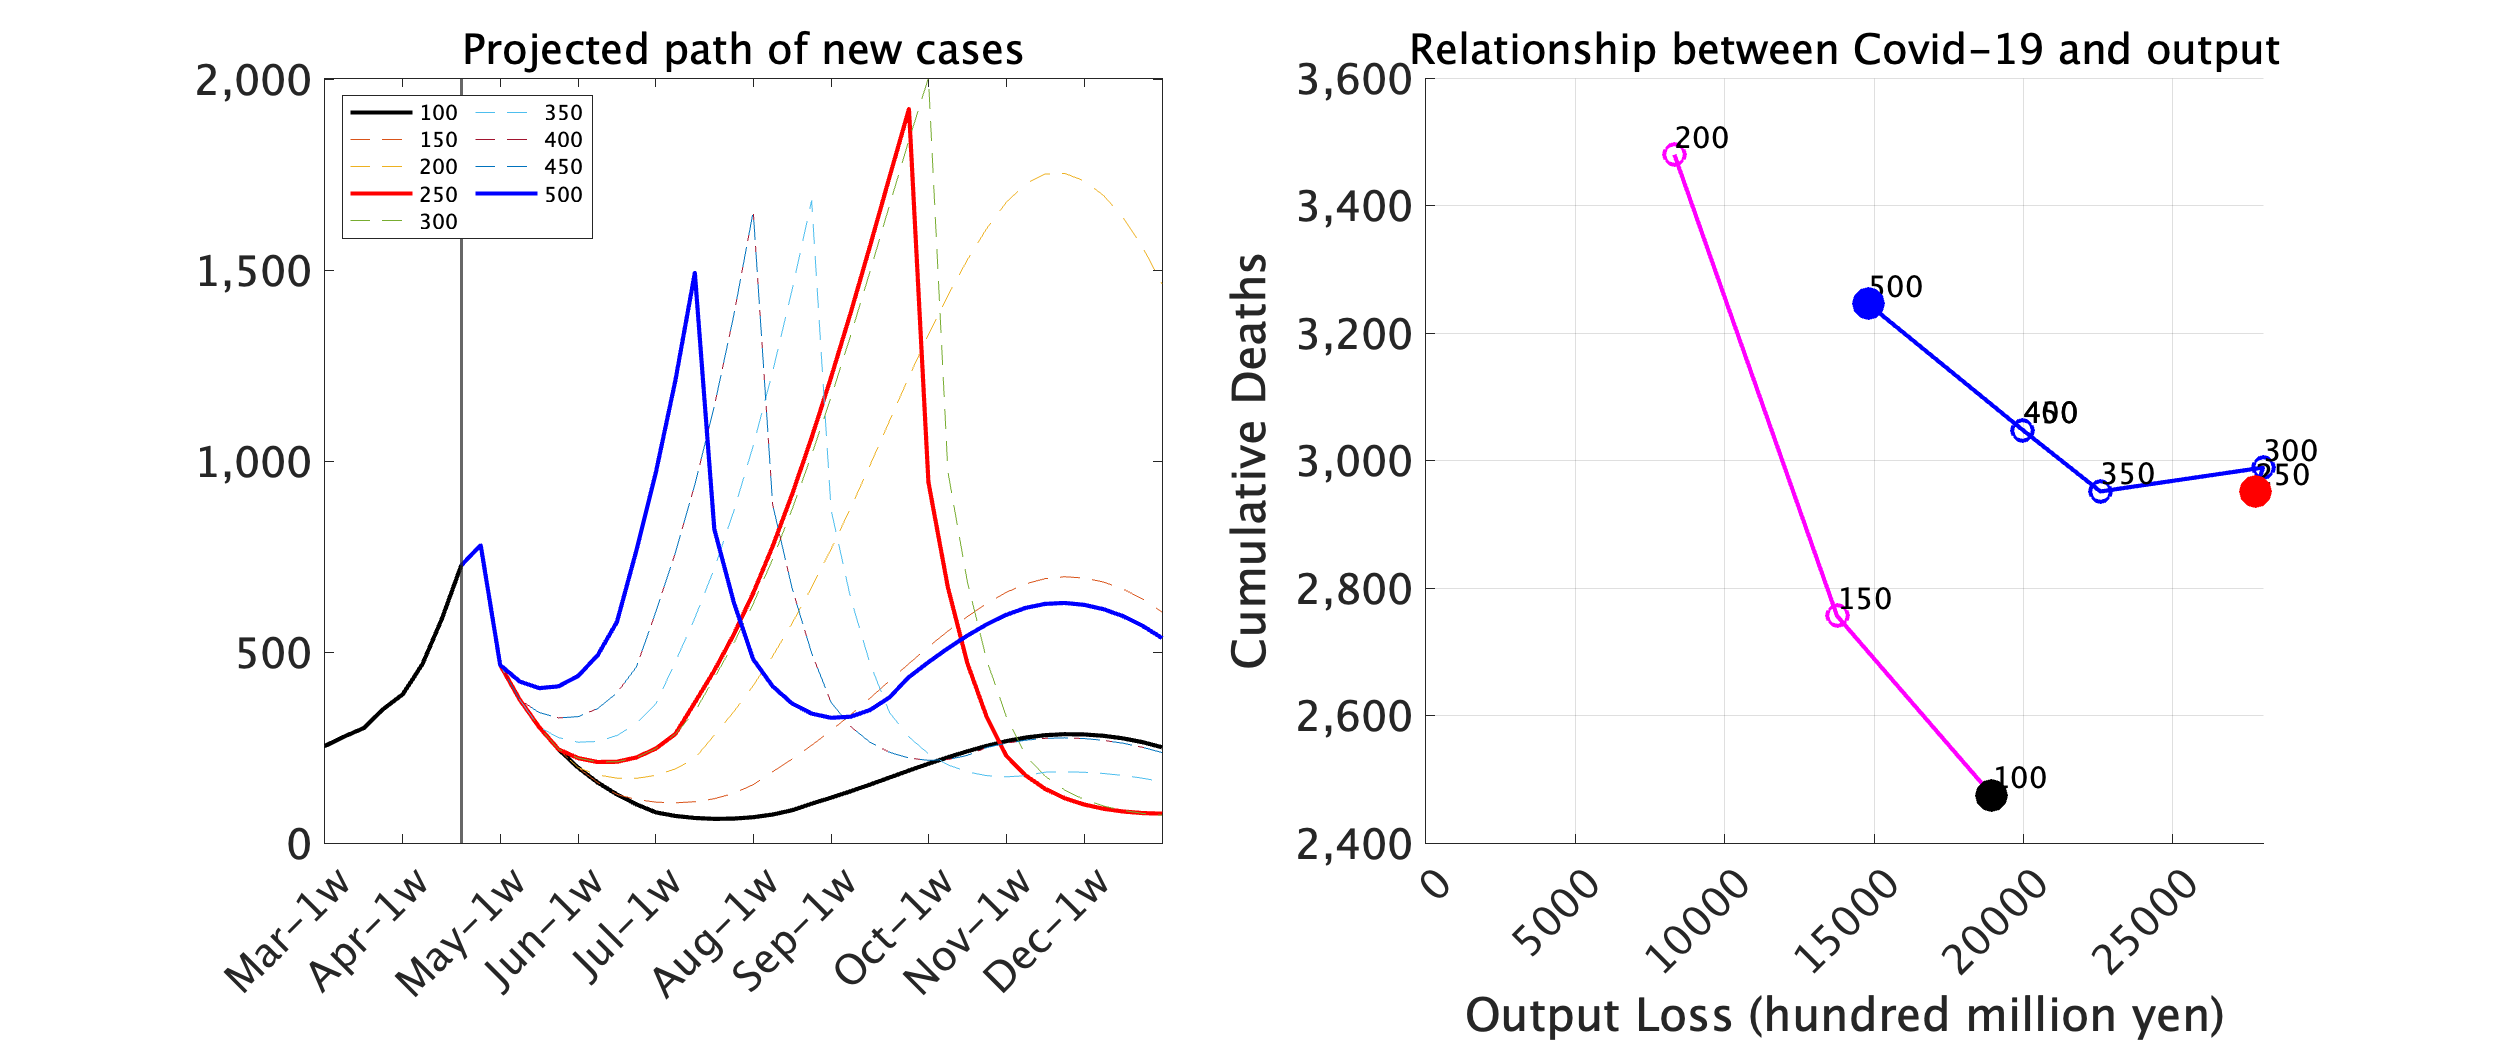 Projected path of new cases
2,000
1,500
1,000
500
0
100
150
200
250
300
350
400
450
500
Mar-1w
Apr-1w
May-1w
Jun-1w
Jul-1w
Aug-1w
Sep-1w
Oct-1w
Nov-1w
Dec-1w
Relationship between Covid-19 and output
Cumulative Deaths
3,600
3,400
3,200
3,000
2,800
2,600
2,400
200
500
300
350
150
100
0
5000
10000
15000
20000
25000
Output Loss (hundred million yen)